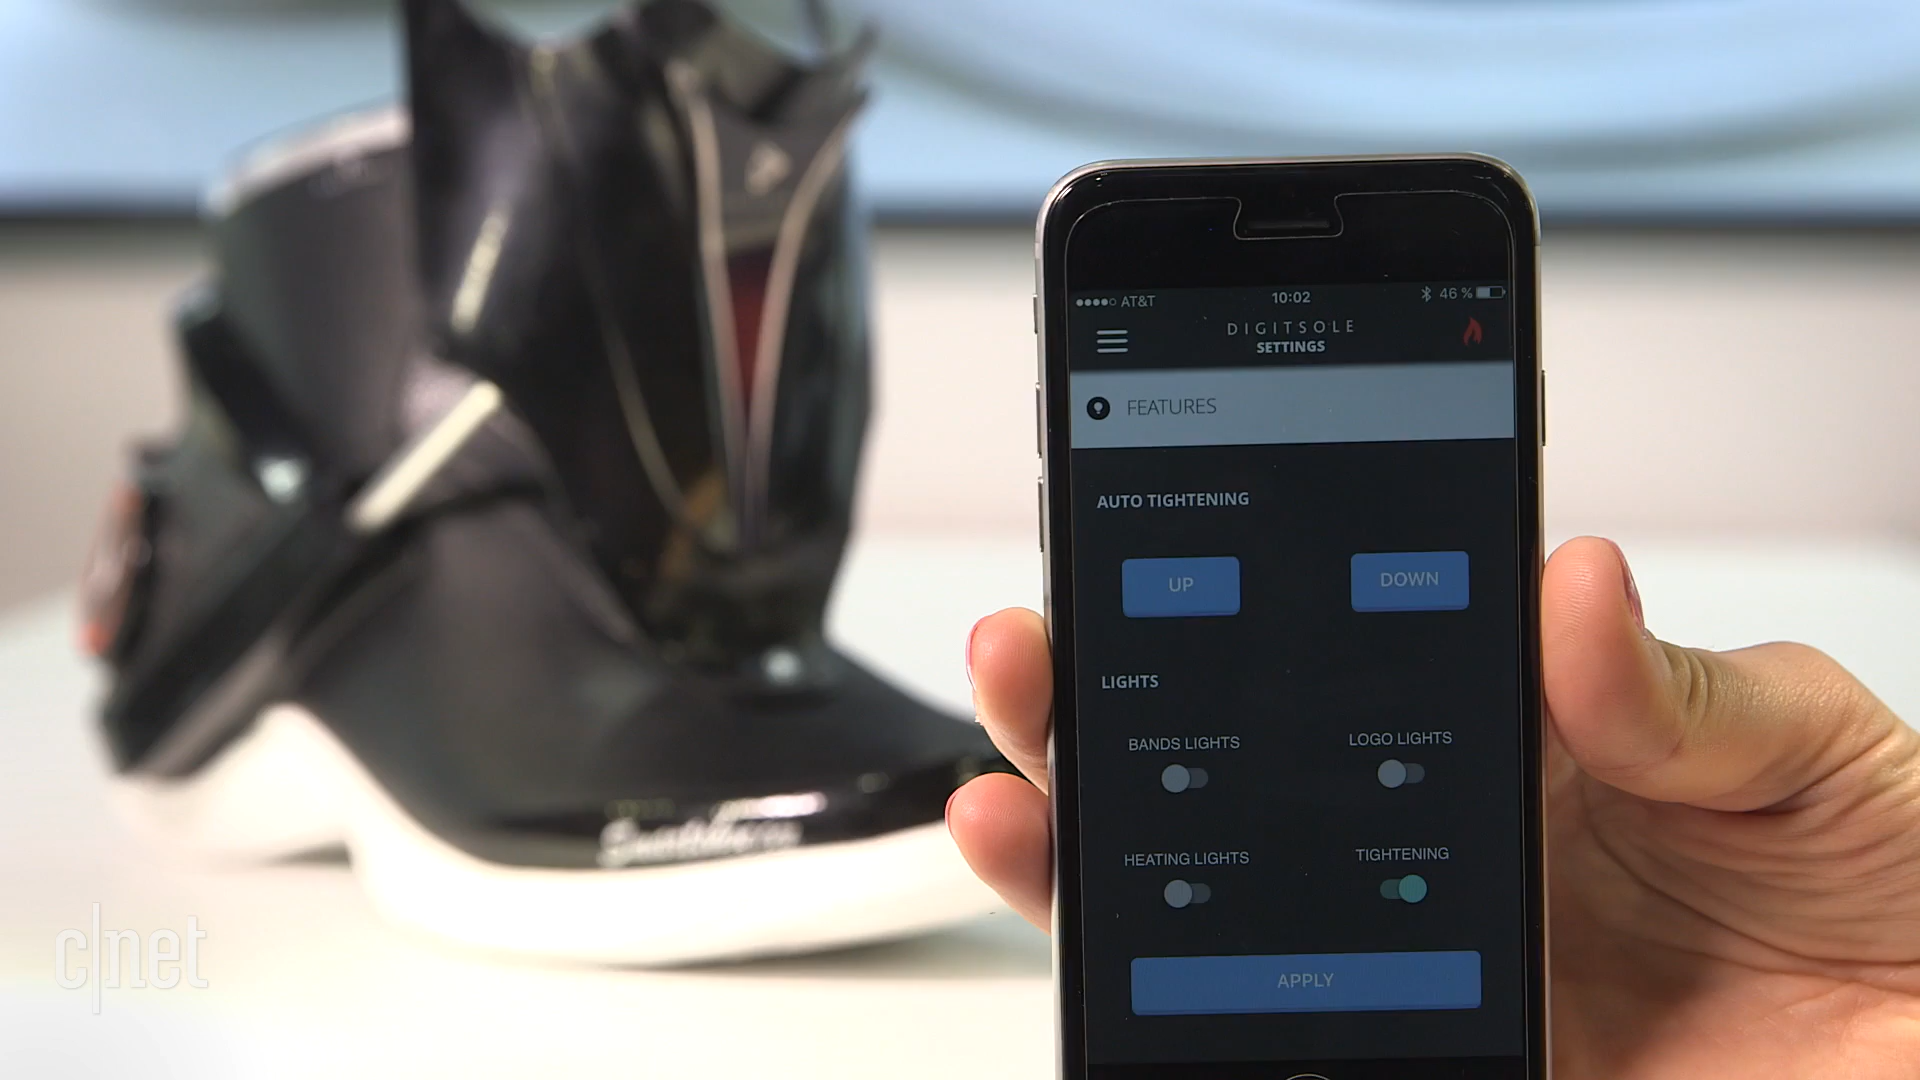 AT&T 10:02 46 %
DIGITSOLE
SETTINGS
FEATURES
AUTO TIGHTENING
UP DOWN
LIGHTS
BANDS LIGHTS LOGO LIGHTS
HEATING LIGHTS TIGHTENING
APPLY
c|net